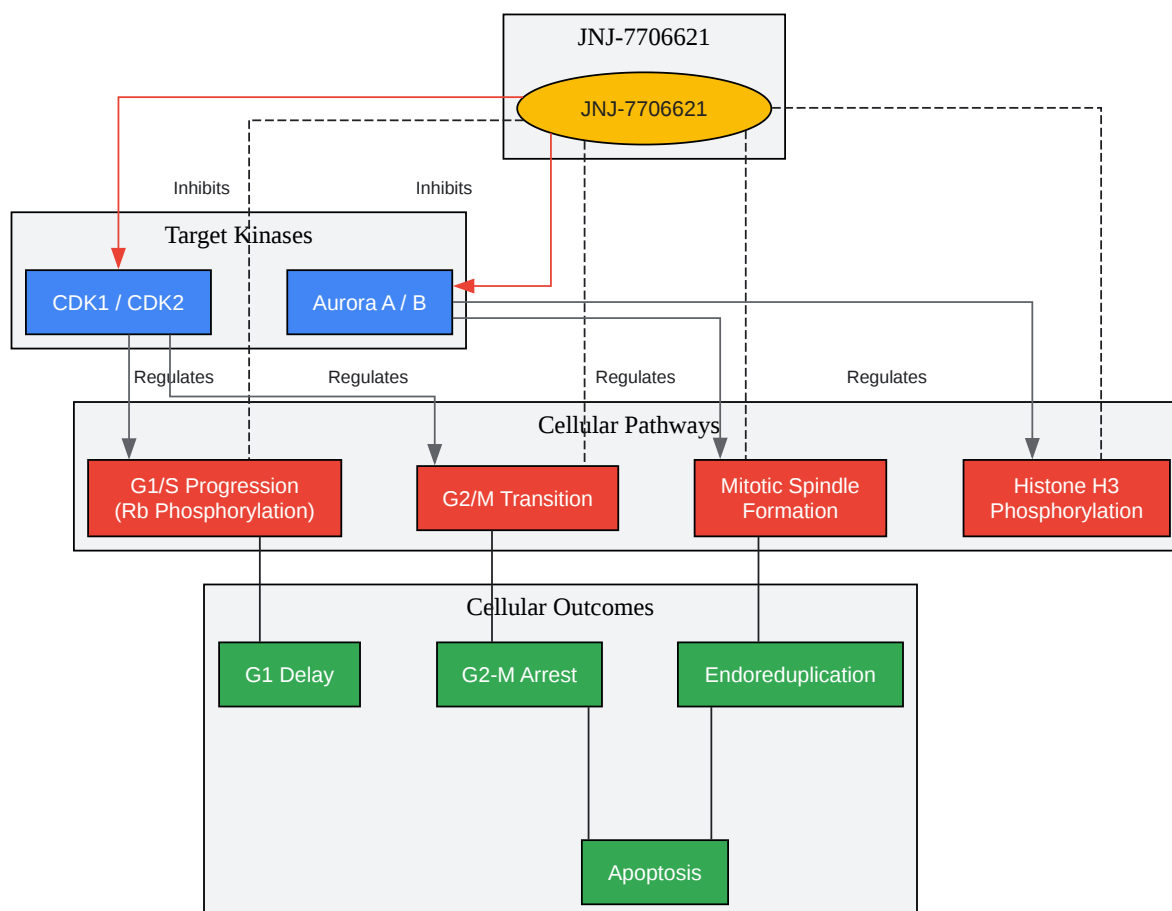 JNJ-7706621
JNJ-7706621
Inhibits
Inhibits
Target Kinases
CDK1 / CDK2
Aurora A / B
Regulates
Regulates
Regulates
Regulates
Cellular Pathways
G1/S Progression
(Rb Phosphorylation)
G2/M Transition
Mitotic Spindle
Formation
Histone H3
Phosphorylation
Cellular Outcomes
G1 Delay
G2-M Arrest
Endoreduplication
Apoptosis